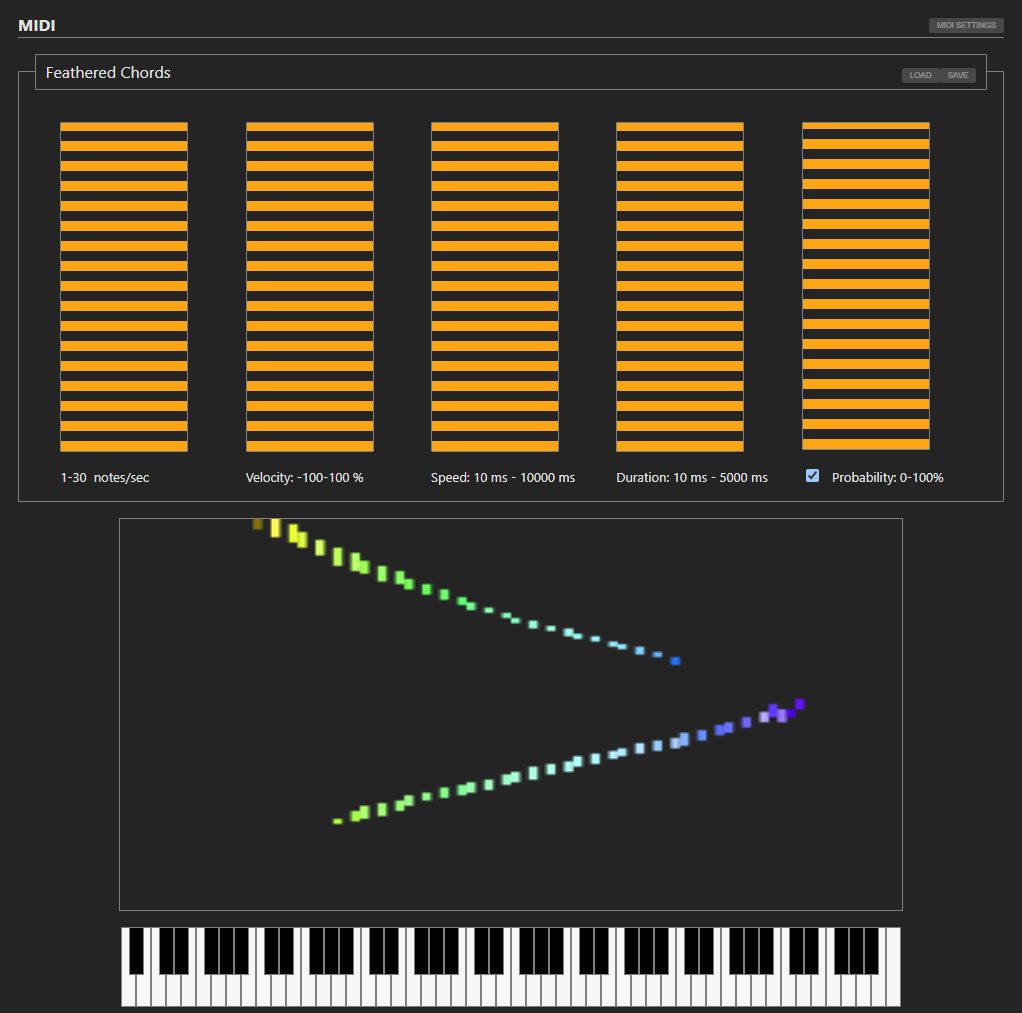 MIDI
MIDI SETTINGS
Feathered Chords
LOAD
SAVE
1-30 notes/sec
Velocity: -100-100 %
Speed: 10 ms - 10000 ms
Duration: 10 ms - 5000 ms
Probability: 0-100%